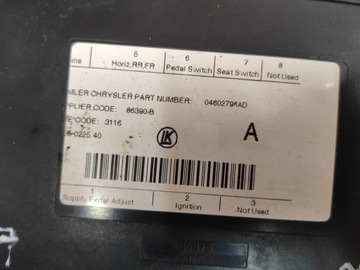 5 6 7 8
ine Horiz,RR,FR Pedal Switch Seat Switch Not Used
MLER CHRYSLER PART NUMBER: 04602796AD
PLIER CODE: 86390-B
E-CODE: 3116
-0225 40
LK
A
1 2 3
Supply Pedal Adjust Ignition Not Used